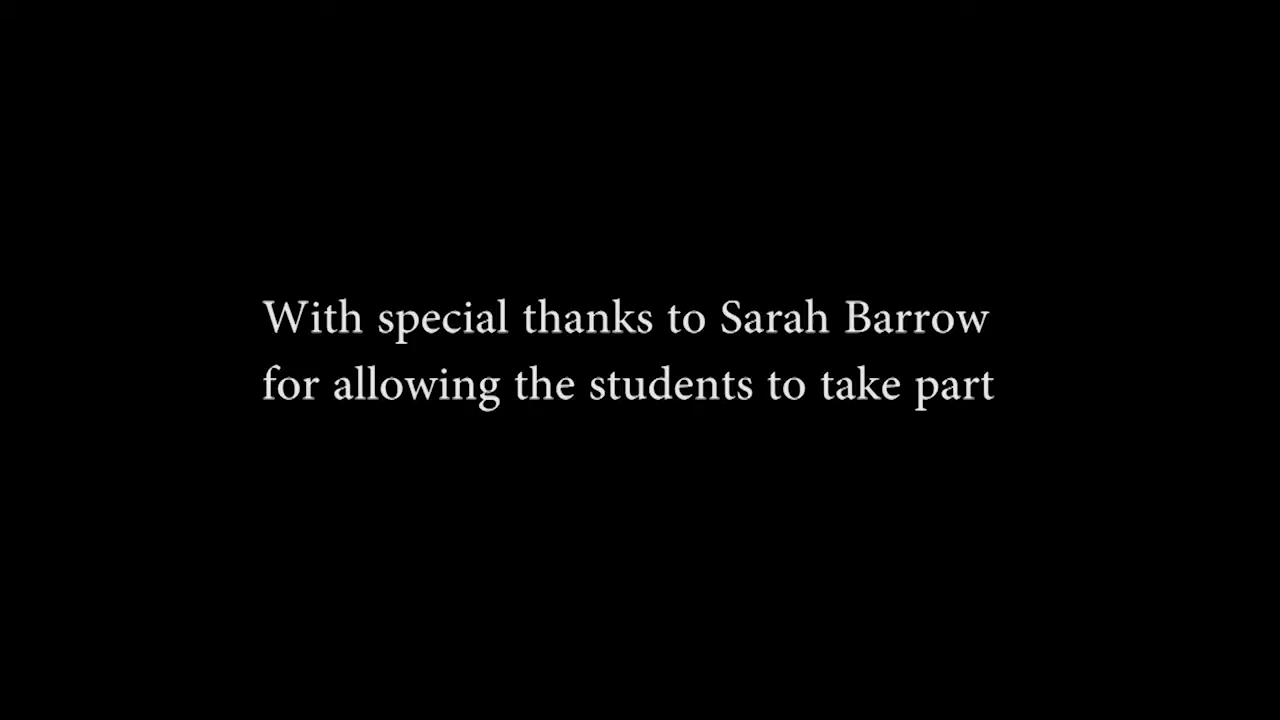 With special thanks to Sarah Barrow
for allowing the students to take part